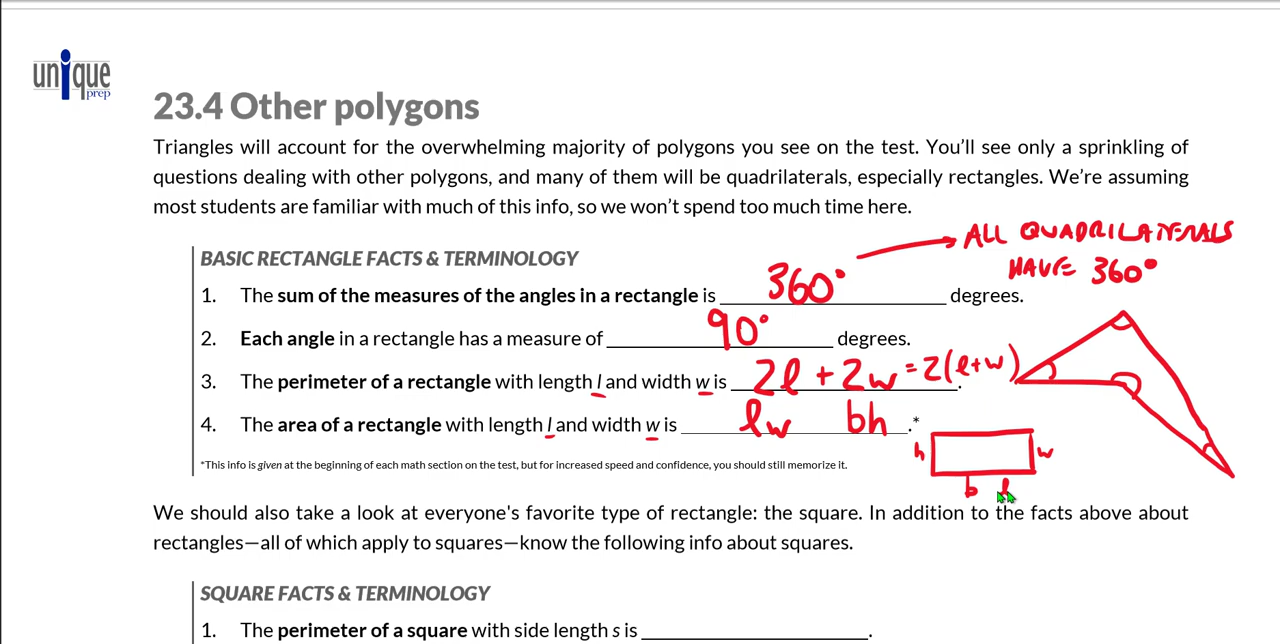 unique
prep
23.4 Other polygons
Triangles will account for the overwhelming majority of polygons you see on the test. You'll see only a sprinkling of
questions dealing with other polygons, and many of them will be quadrilaterals, especially rectangles. We're assuming
most students are familiar with much of this info, so we won't spend too much time here.
ALL QUADRILATERALS
HAVE 360°
BASIC RECTANGLE FACTS & TERMINOLOGY
1. The sum of the measures of the angles in a rectangle is 360° degrees.
2. Each angle in a rectangle has a measure of 90° degrees.
3. The perimeter of a rectangle with length l and width w is 2l + 2w = 2(l+w).
4. The area of a rectangle with length l and width w is lw bh.*
h w
b l
*This info is given at the beginning of each math section on the test, but for increased speed and confidence, you should still memorize it.
We should also take a look at everyone's favorite type of rectangle: the square. In addition to the facts above about
rectangles—all of which apply to squares—know the following info about squares.
SQUARE FACTS & TERMINOLOGY
1. The perimeter of a square with side length s is ____________________.